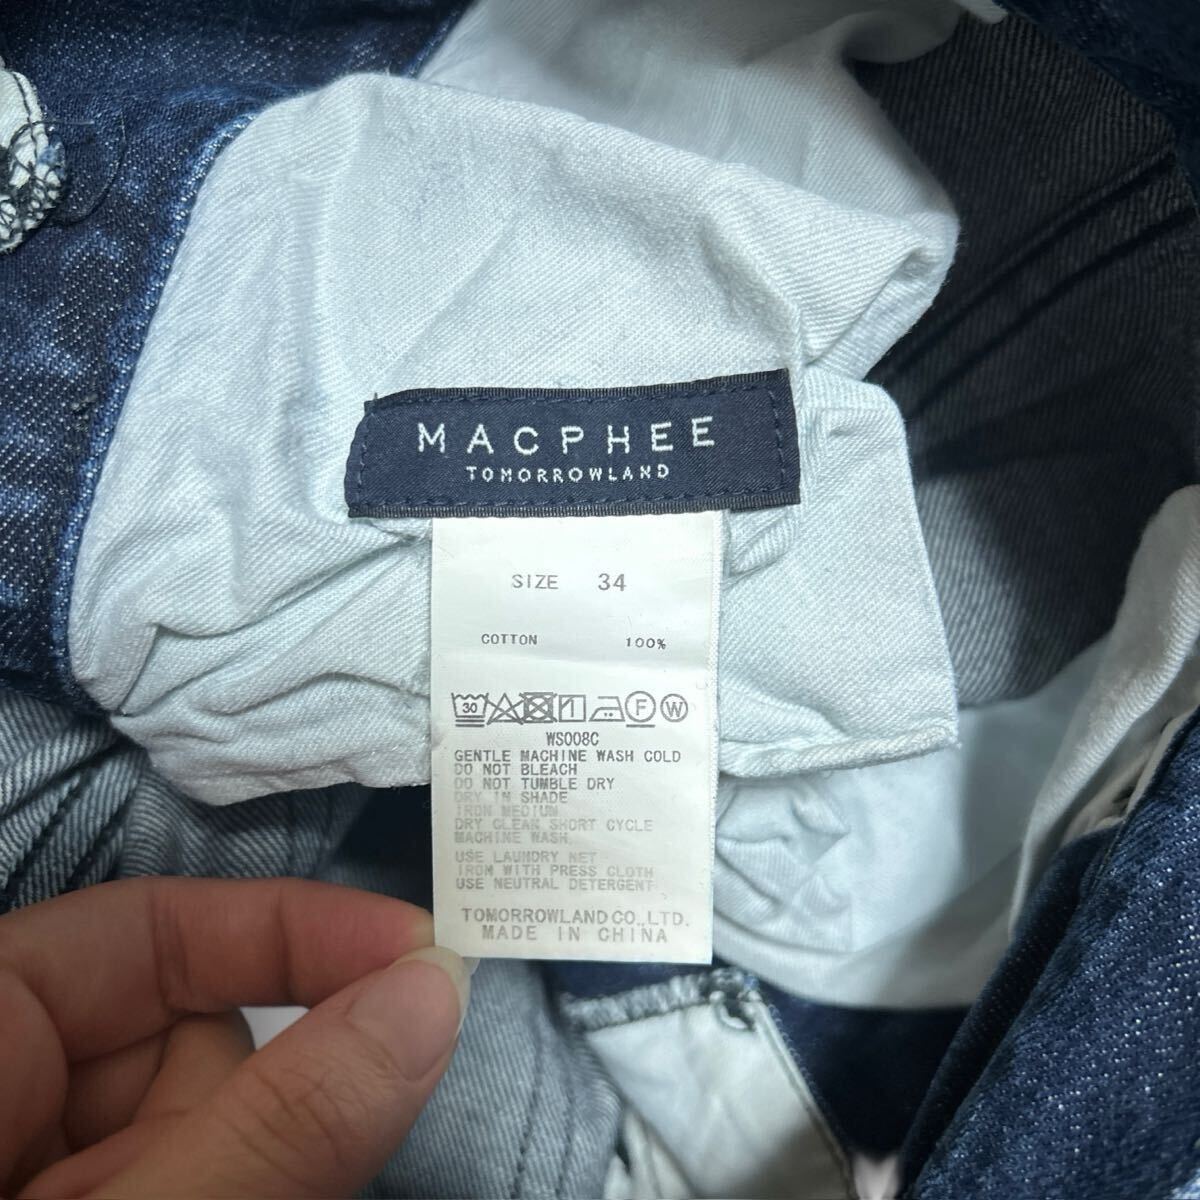 MACPHEE
TOMORROWLAND
SIZE 34
COTTON 100%
30 1 F W
WS008C
GENTLE MACHINE WASH COLD
DO NOT BLEACH
DO NOT TUMBLE DRY
DRY IN SHADE
IRON MEDIUM
DRY CLEAN SHORT CYCLE
MACHINE WASH.
USE LAUNDRY NET
IRON WITH PRESS CLOTH
USE NEUTRAL DETERGENT
TOMORROWLAND CO.,LTD.
MADE IN CHINA